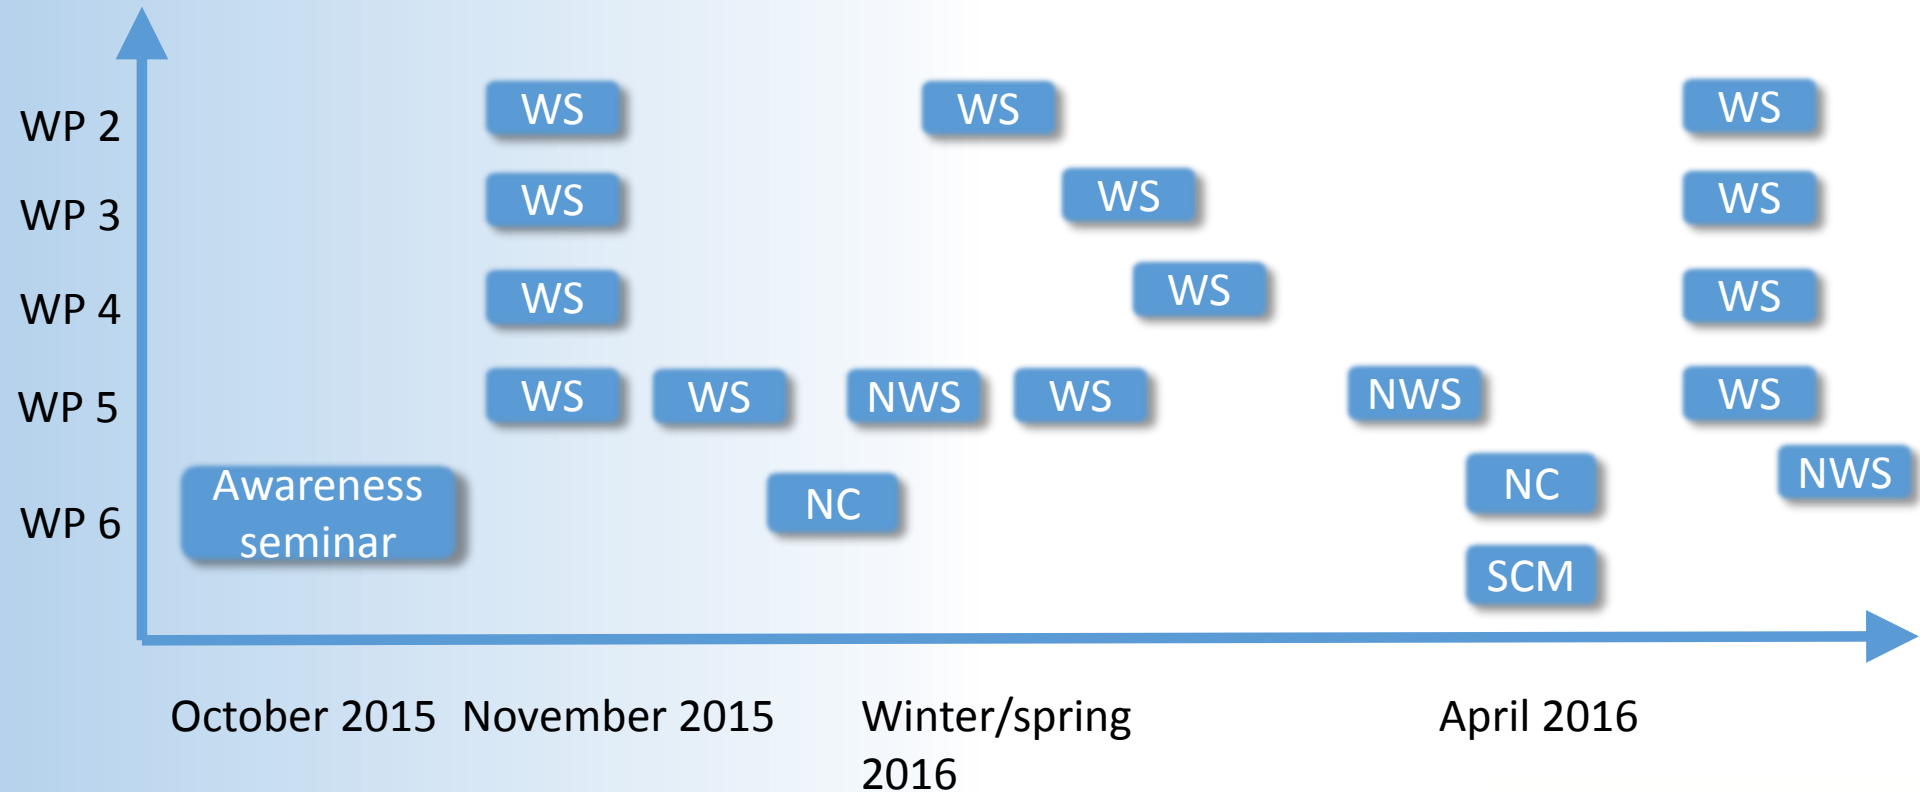 WP 2
WS
WS
WS
WP 3
WS
WS
WS
WP 4
WS
WS
WS
WP 5
WS
WS
NWS
WS
NWS
WS
WP 6
Awareness
seminar
NC
NC
NWS
SCM
October 2015
November 2015
Winter/spring
2016
April 2016